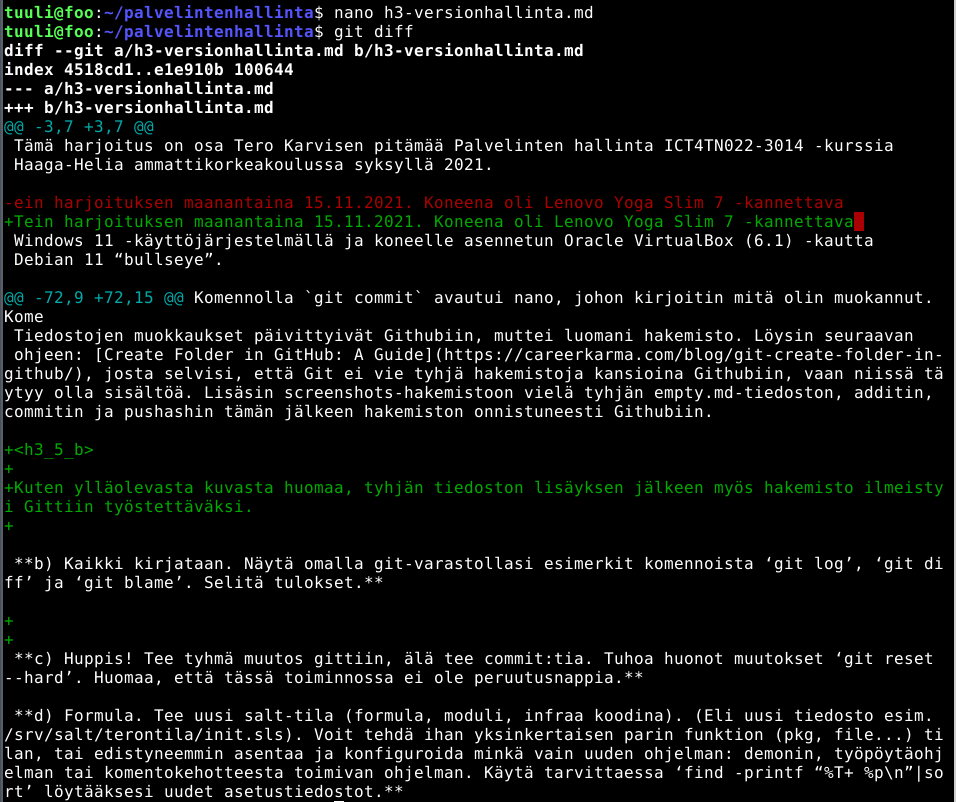 tuuli@foo:~/palvelintenhallinta$ nano h3-versionhallinta.md
tuuli@foo:~/palvelintenhallinta$ git diff
diff --git a/h3-versionhallinta.md b/h3-versionhallinta.md
index 4518cd1..e1e910b 100644
--- a/h3-versionhallinta.md
+++ b/h3-versionhallinta.md
@@ -3,7 +3,7 @@
 Tämä harjoitus on osa Tero Karvisen pitämää Palvelinten hallinta ICT4TN022-3014 -kurssia
 Haaga-Helia ammattikorkeakoulussa syksyllä 2021.
-ein harjoituksen maanantaina 15.11.2021. Koneena oli Lenovo Yoga Slim 7 -kannettava
+Tein harjoituksen maanantaina 15.11.2021. Koneena oli Lenovo Yoga Slim 7 -kannettava
 Windows 11 -käyttöjärjestelmällä ja koneelle asennetun Oracle VirtualBox (6.1) -kautta
 Debian 11 “bullseye”.
@@ -72,9 +72,15 @@ Komennolla `git commit` avautui nano, johon kirjoitin mitä olin muokannut.
Kome
 Tiedostojen muokkaukset päivittyivät Githubiin, muttei luomani hakemisto. Löysin seuraavan
 ohjeen: [Create Folder in GitHub: A Guide](https://careerkarma.com/blog/git-create-folder-in-
github/), josta selvisi, että Git ei vie tyhjä hakemistoja kansioina Githubiin, vaan niissä tä
ytyy olla sisältöä. Lisäsin screenshots-hakemistoon vielä tyhjän empty.md-tiedoston, additin,
commitin ja pushashin tämän jälkeen hakemiston onnistuneesti Githubiin.
+<h3_5_b>
+
+Kuten ylläolevasta kuvasta huomaa, tyhjän tiedoston lisäyksen jälkeen myös hakemisto ilmeisty
i Gittiin työstettäväksi.
+
 **b) Kaikki kirjataan. Näytä omalla git-varastollasi esimerkit komennoista ‘git log’, ‘git di
ff’ ja ‘git blame’. Selitä tulokset.**
+
+
 **c) Huppis! Tee tyhmä muutos gittiin, älä tee commit:tia. Tuhoa huonot muutokset ‘git reset
--hard’. Huomaa, että tässä toiminnossa ei ole peruutusnappia.**
 **d) Formula. Tee uusi salt-tila (formula, moduli, infraa koodina). (Eli uusi tiedosto esim.
/srv/salt/terontila/init.sls). Voit tehdä ihan yksinkertaisen parin funktion (pkg, file...) ti
lan, tai edistyneemmin asentaa ja konfiguroida minkä vain uuden ohjelman: demonin, työpöytäohj
elman tai komentokehotteesta toimivan ohjelman. Käytä tarvittaessa ‘find -printf “%T+ %p\n”|so
rt’ löytääksesi uudet asetustiedostot.**